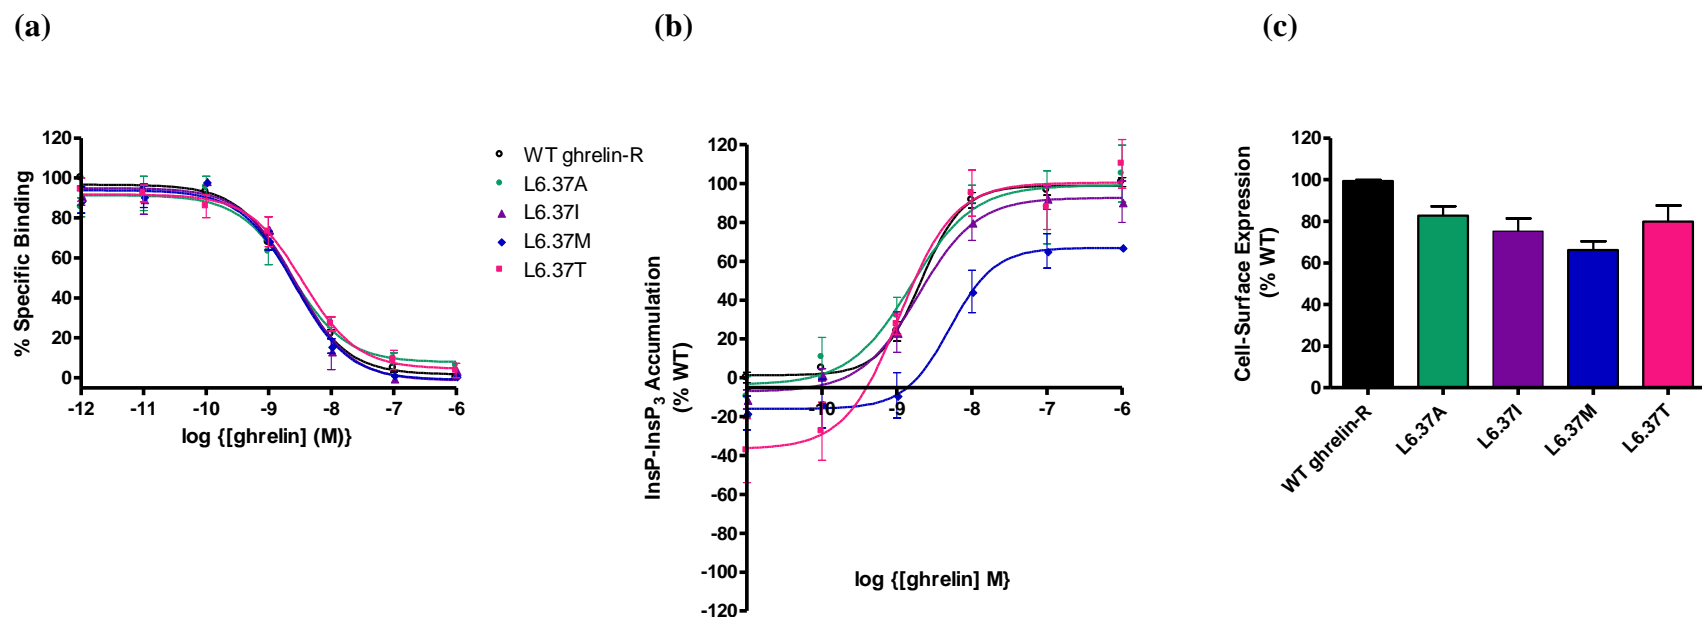 (a)
(b)
(c)
% Specific Binding
120
100
80
60
40
20
0
-12
-11
-10
-9
-8
-7
-6
log {[ghrelin] (M)}
WT ghrelin-R
L6.37A
L6.37I
L6.37M
L6.37T
InsP-InsP3 Accumulation
(% WT)
120
100
80
60
40
20
0
-20
-40
-60
-80
-100
-120
-10
-9
-8
-7
-6
log {[ghrelin] M}
Cell-Surface Expression
(% WT)
120
100
80
60
40
20
0
WT ghrelin-R
L6.37A
L6.37I
L6.37M
L6.37T